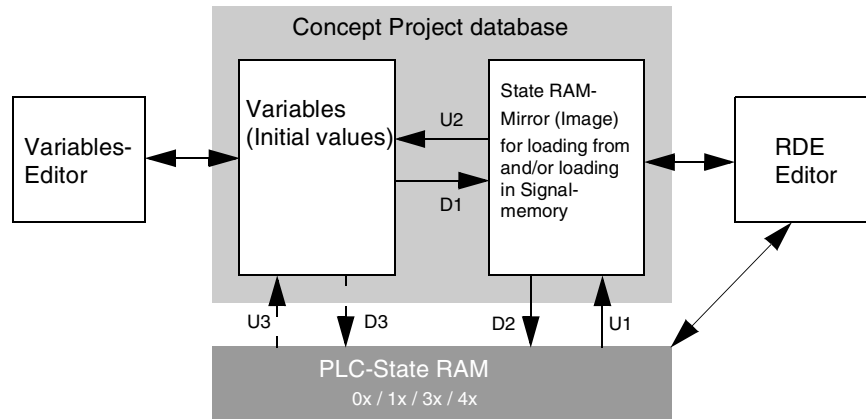 Concept Project database
Variables-
Editor
Variables
(Initial values)
U2
D1
State RAM-
Mirror (Image)
for loading from
and/or loading
in Signal-
memory
RDE
Editor
U3
D3
D2
U1
PLC-State RAM
0x / 1x / 3x / 4x